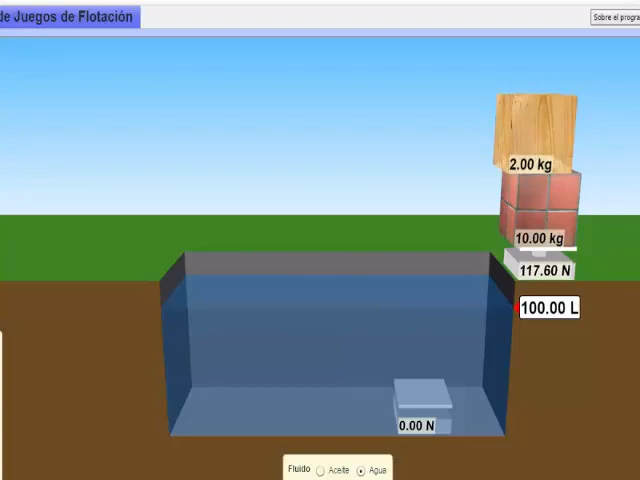 de Juegos de Flotación
Sobre el progra
2.00 kg
10.00 kg
117.60 N
100.00 L
0.00 N
Fluido Aceite Agua